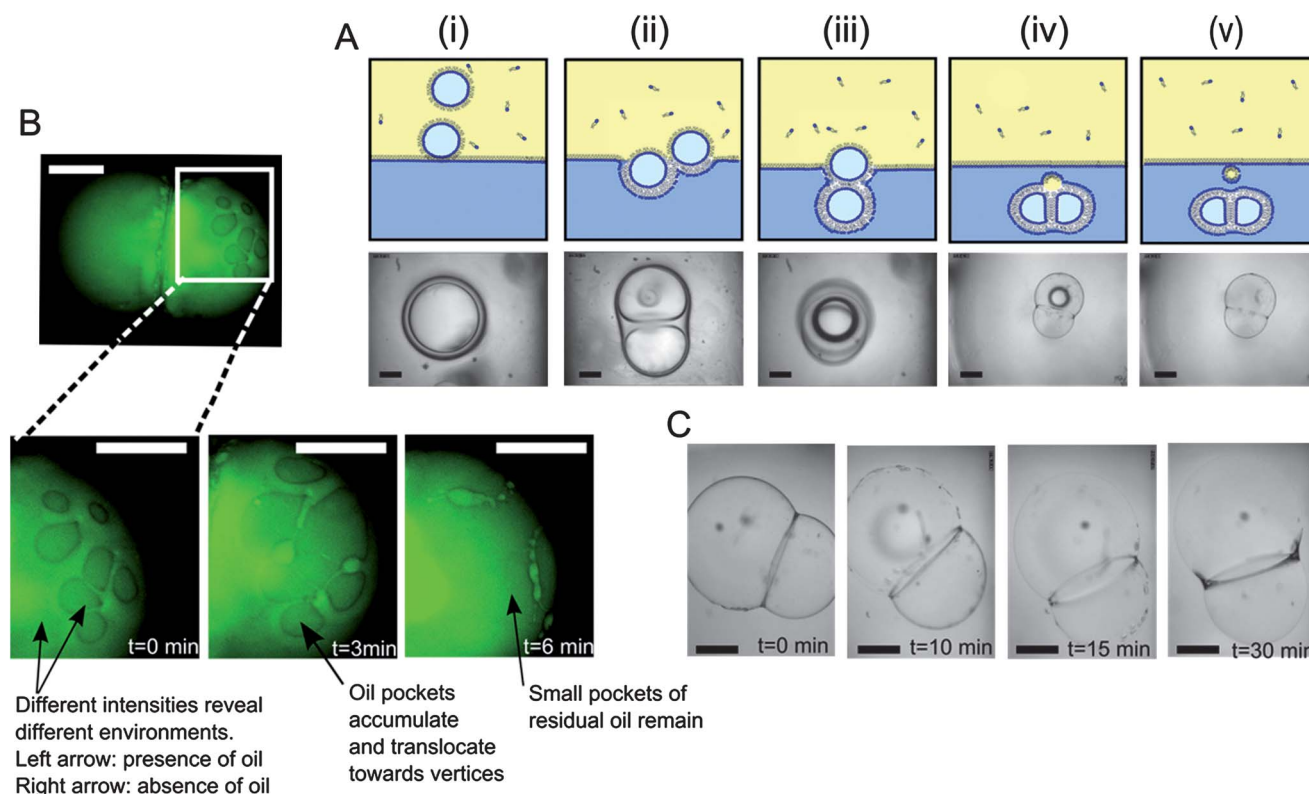 A
(i)
(ii)
(iii)
(iv)
(v)
B
C
t=0 min
t=3min
t=6 min
Different intensities reveal
different environments.
Left arrow: presence of oil
Right arrow: absence of oil
Oil pockets
accumulate
and translocate
towards vertices
Small pockets of
residual oil remain
t=0 min
t=10 min
t=15 min
t=30 min